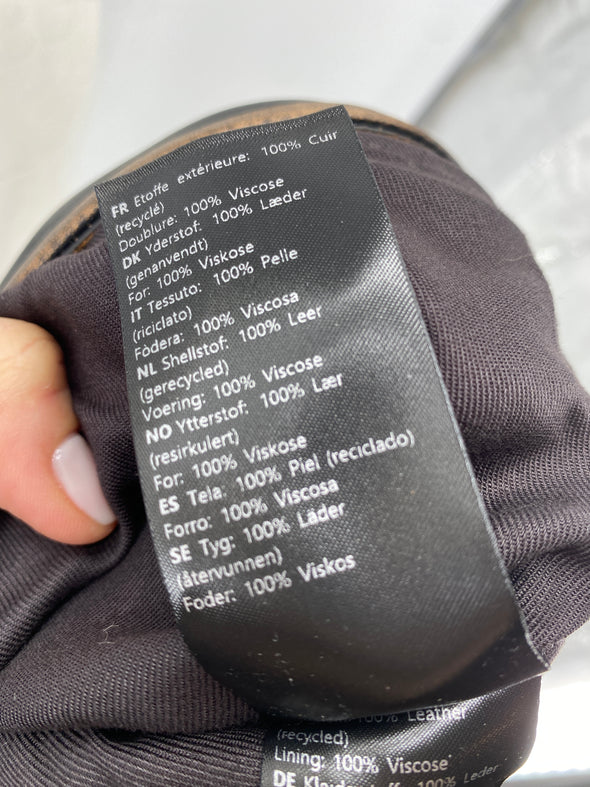 FR Etoffe extérieure: 100% Cuir
(recyclé)
Doublure: 100% Viscose
DK Yderstof: 100% Læder
(genanvendt)
For: 100% Viskose
IT Tessuto: 100% Pelle
(riciclato)
Fòdera: 100% Viscosa
NL Shellstof: 100% Leer
(gerecycled)
Voering: 100% Viscose
NO Ytterstof: 100% Lær
(resirkulert)
For: 100% Viskose
ES Tela: 100% Piel (reciclado)
Forro: 100% Viscosa
SE Tyg: 100% Läder
(återvunnen)
Foder: 100% Viskos
100% Leather
(recycled)
Lining: 100% Viscose
DE 100% Leder